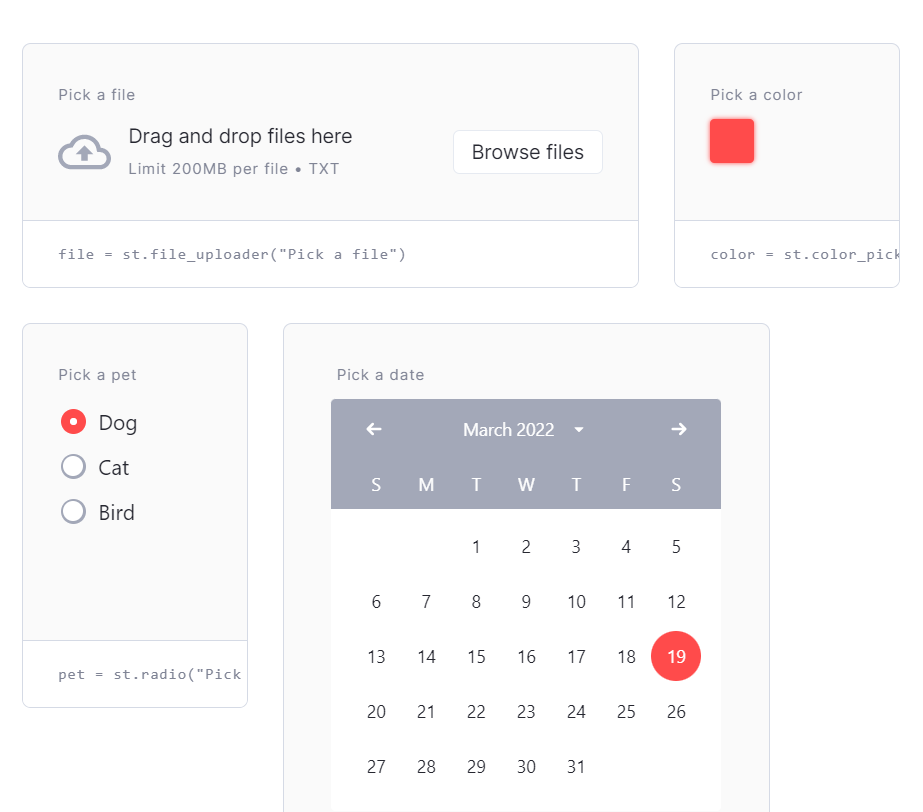 Pick a file
Drag and drop files here
Limit 200MB per file • TXT
Browse files
file = st.file_uploader("Pick a file")
Pick a color
color = st.color_pick
Pick a pet
Dog
Cat
Bird
pet = st.radio("Pick
Pick a date
March 2022
S M T W T F S
1 2 3 4 5
6 7 8 9 10 11 12
13 14 15 16 17 18 19
20 21 22 23 24 25 26
27 28 29 30 31